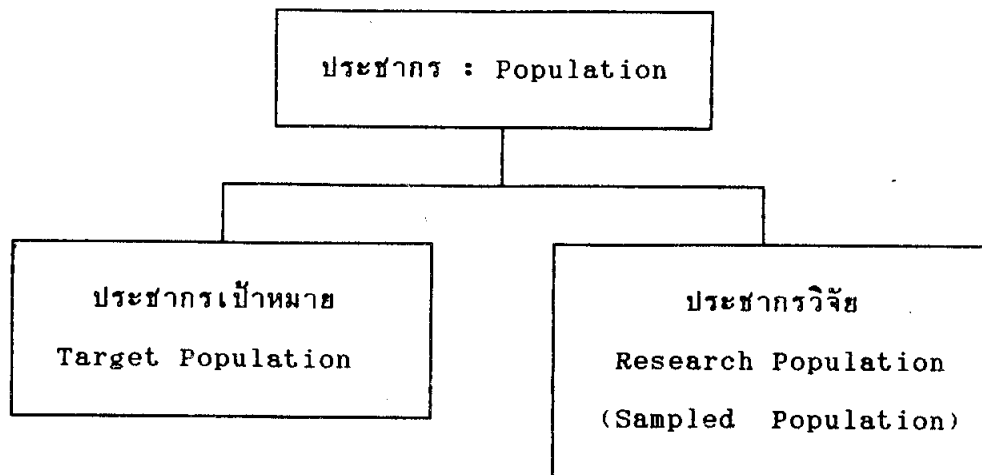 ประชากร : Population
ประชากรเป้าหมาย
Target Population
ประชากรวิจัย
Research Population
(Sampled Population)